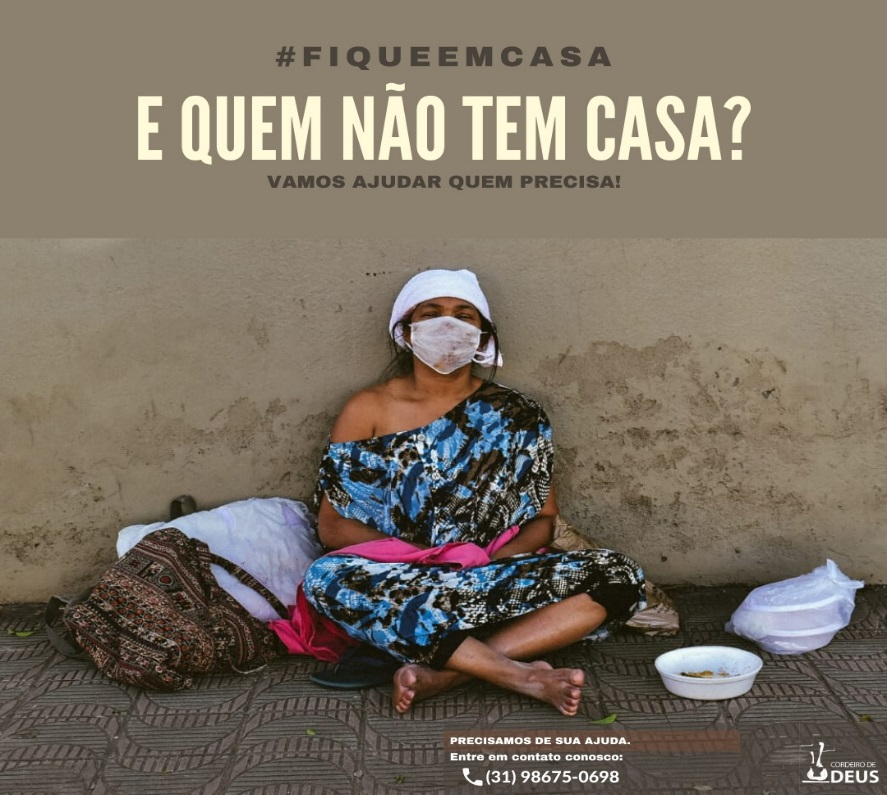 #FIQUEEMCASA
E QUEM NÃO TEM CASA?
VAMOS AJUDAR QUEM PRECISA!
PRECISAMOS DE SUA AJUDA.
Entre em contato conosco:
(31) 98675-0698
CORDEIRO DE
DEUS